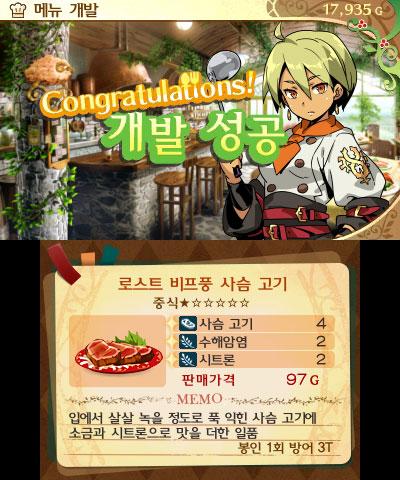 메뉴 개발
17,935 G
Congratulations!
개발 성공
로스트 비프풍 사슴 고기
중식★☆☆☆☆☆
사슴 고기 4
수해암염 2
시트론 2
판매가격 97 G
MEMO
입에서 살살 녹을 정도로 푹 익힌 사슴 고기에
소금과 시트론으로 맛을 더한 일품
봉인 1회 방어 3T